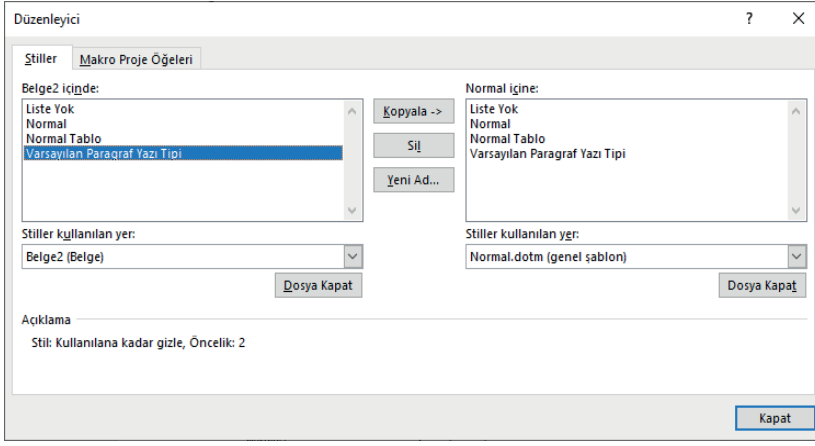 Düzenleyici
Stiller Makro Proje Öğeleri
Belge2 içinde:
Liste Yok
Normal
Normal Tablo
Varsayılan Paragraf Yazı Tipi
Kopyala ->
Sil
Yeni Ad...
Normal içine:
Liste Yok
Normal
Normal Tablo
Varsayılan Paragraf Yazı Tipi
Stiller kullanılan yer:
Belge2 (Belge)
Dosya Kapat
Stiller kullanılan yer:
Normal.dotm (genel şablon)
Dosya Kapat
Açıklama
Stil: Kullanılana kadar gizle, Öncelik: 2
Kapat